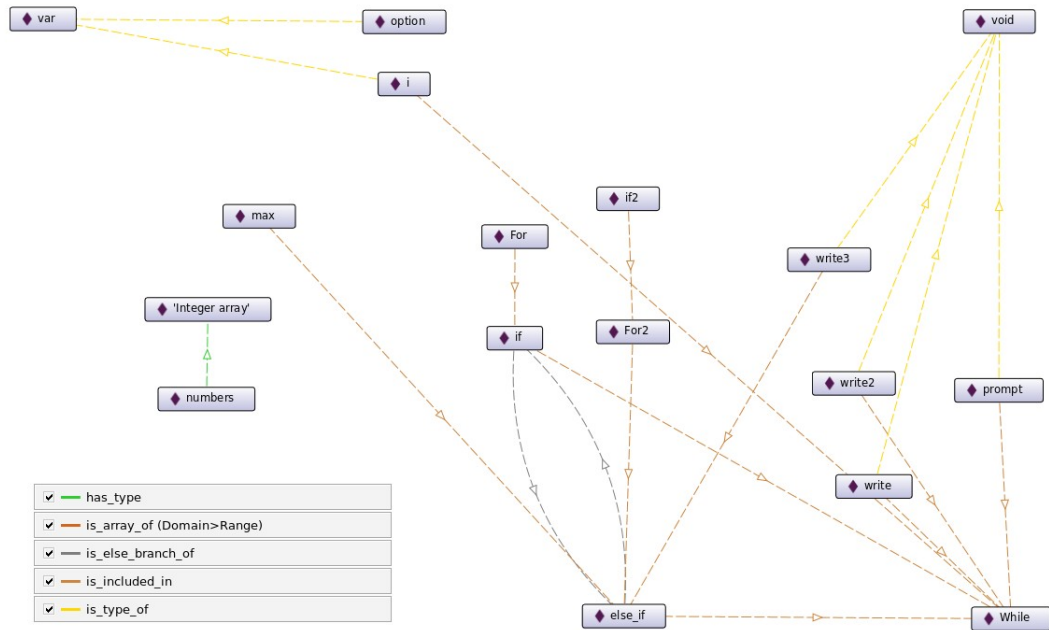 var
option
void
i
if2
max
For
write3
'Integer array'
if
For2
write2
prompt
numbers
write
has_type
is_array_of (Domain>Range)
is_else_branch_of
is_included_in
is_type_of
else_if
While